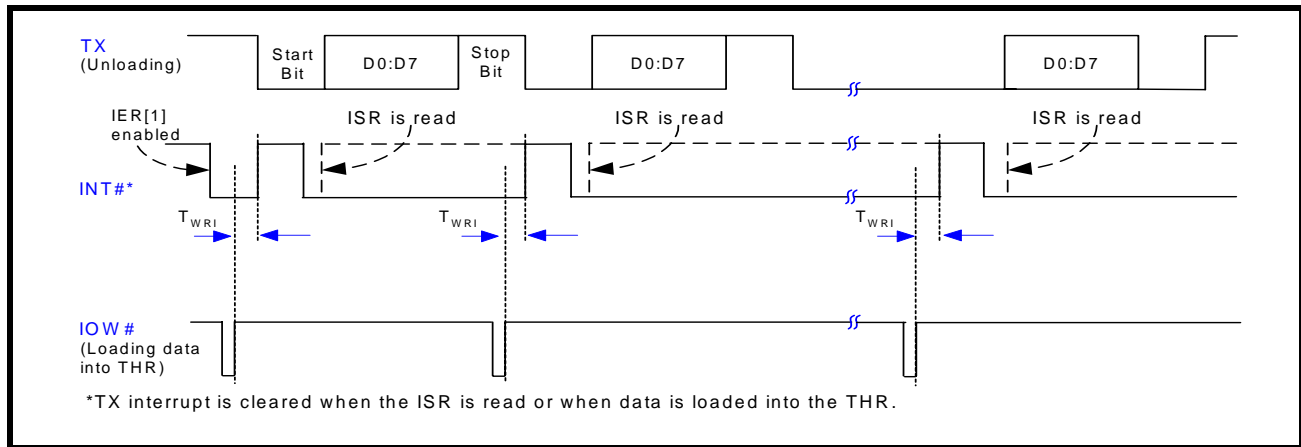 TX
(Unloading)
Start
Bit
D0:D7
Stop
Bit
D0:D7
D0:D7
IER[1]
enabled
ISR is read
ISR is read
ISR is read
INT#*
TWRI
TWRI
TWRI
IOW#
(Loading data
into THR)
*TX interrupt is cleared when the ISR is read or when data is loaded into the THR.